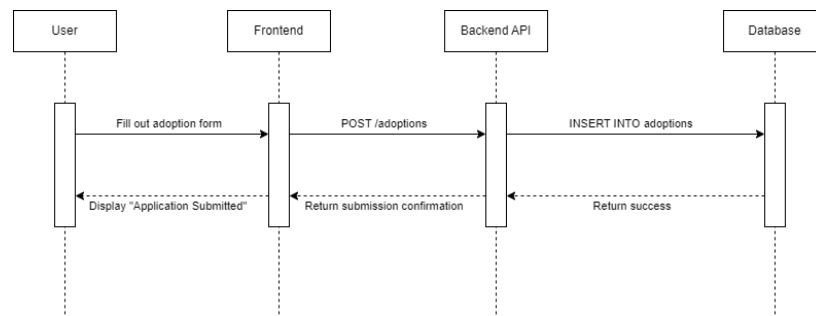 User
Frontend
Backend API
Database
Fill out adoption form
POST /adoptions
INSERT INTO adoptions
Display "Application Submitted"
Return submission confirmation
Return success